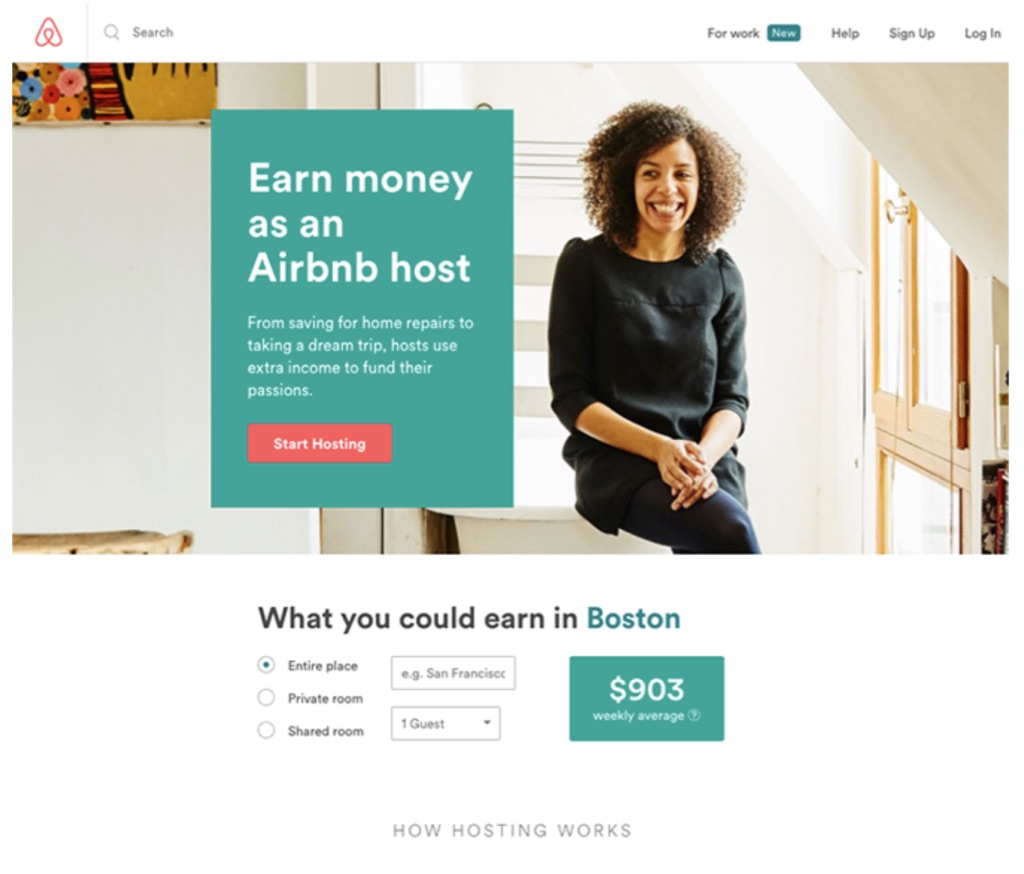 Search
For work New Help Sign Up Log In
Earn money
as an
Airbnb host
From saving for home repairs to
taking a dream trip, hosts use
extra income to fund their
passions.
Start Hosting
What you could earn in Boston
Entire place
Private room
Shared room
e.g. San Francisco
1 Guest
$903
weekly average ?
HOW HOSTING WORKS